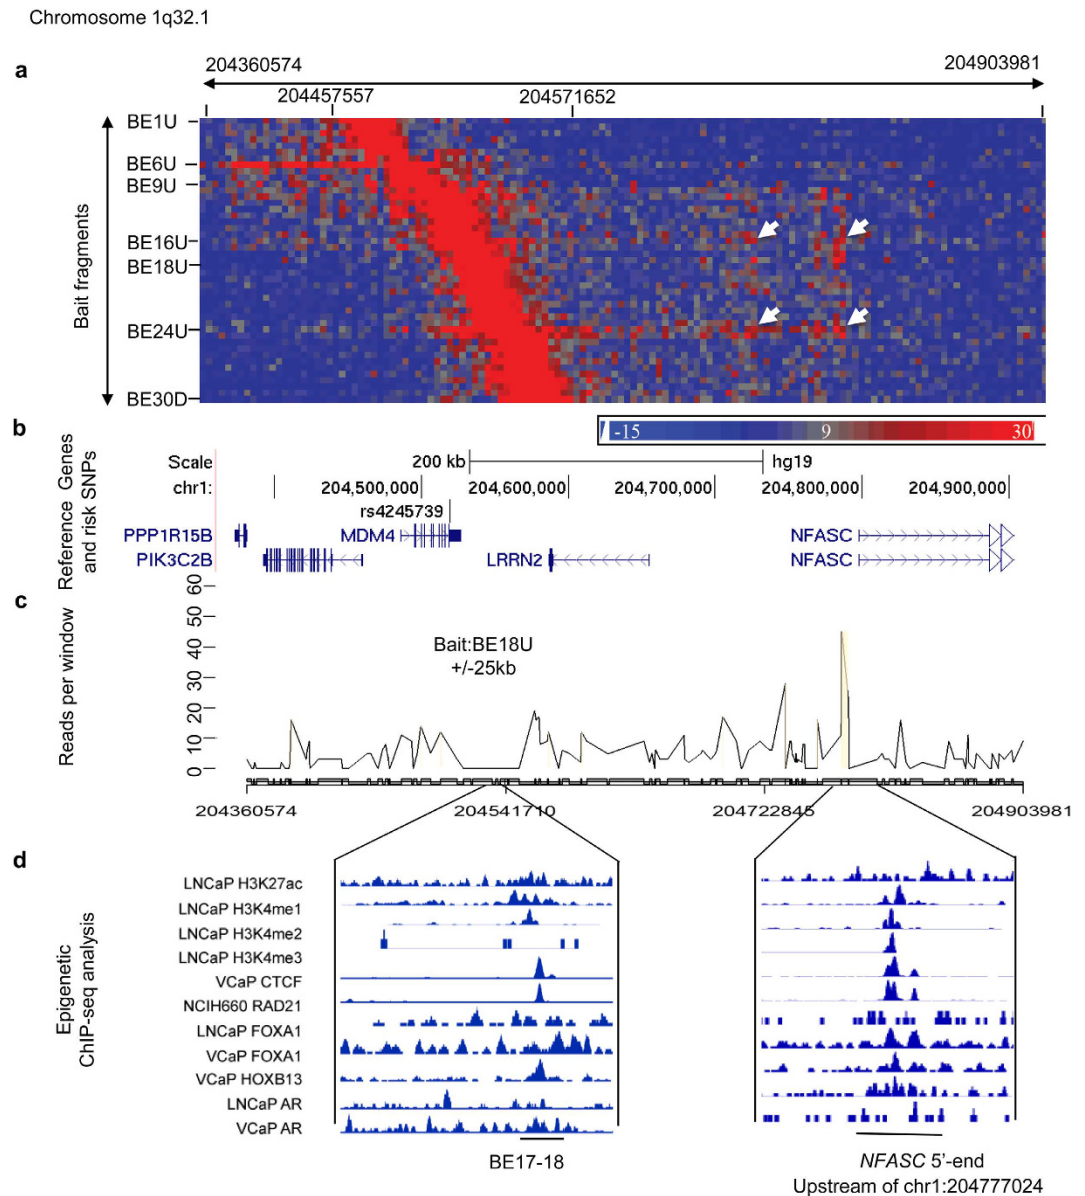 Chromosome 1q32.1
a
204360574
204903981
204457557
204571652
Bait fragments
BE1U
BE6U
BE9U
BE16U
BE18U
BE24U
BE30D
-15
9
30
b
Reference Genes
and risk SNPs
Scale
200 kb
hg19
chr1:
204,500,000
204,600,000
204,700,000
204,800,000
204,900,000
rs4245739
PPP1R15B
MDM4
NFASC
PIK3C2B
LRRN2
NFASC
c
Reads per window
60
50
40
30
20
10
0
Bait:BE18U
+/-25kb
204360574
204541710
204722845
204903981
d
Epigenetic
ChIP-seq analysis
LNCaP H3K27ac
LNCaP H3K4me1
LNCaP H3K4me2
LNCaP H3K4me3
VCaP CTCF
NCIH660 RAD21
LNCaP FOXA1
VCaP FOXA1
VCaP HOXB13
LNCaP AR
VCaP AR
BE17-18
NFASC 5'-end
Upstream of chr1:204777024